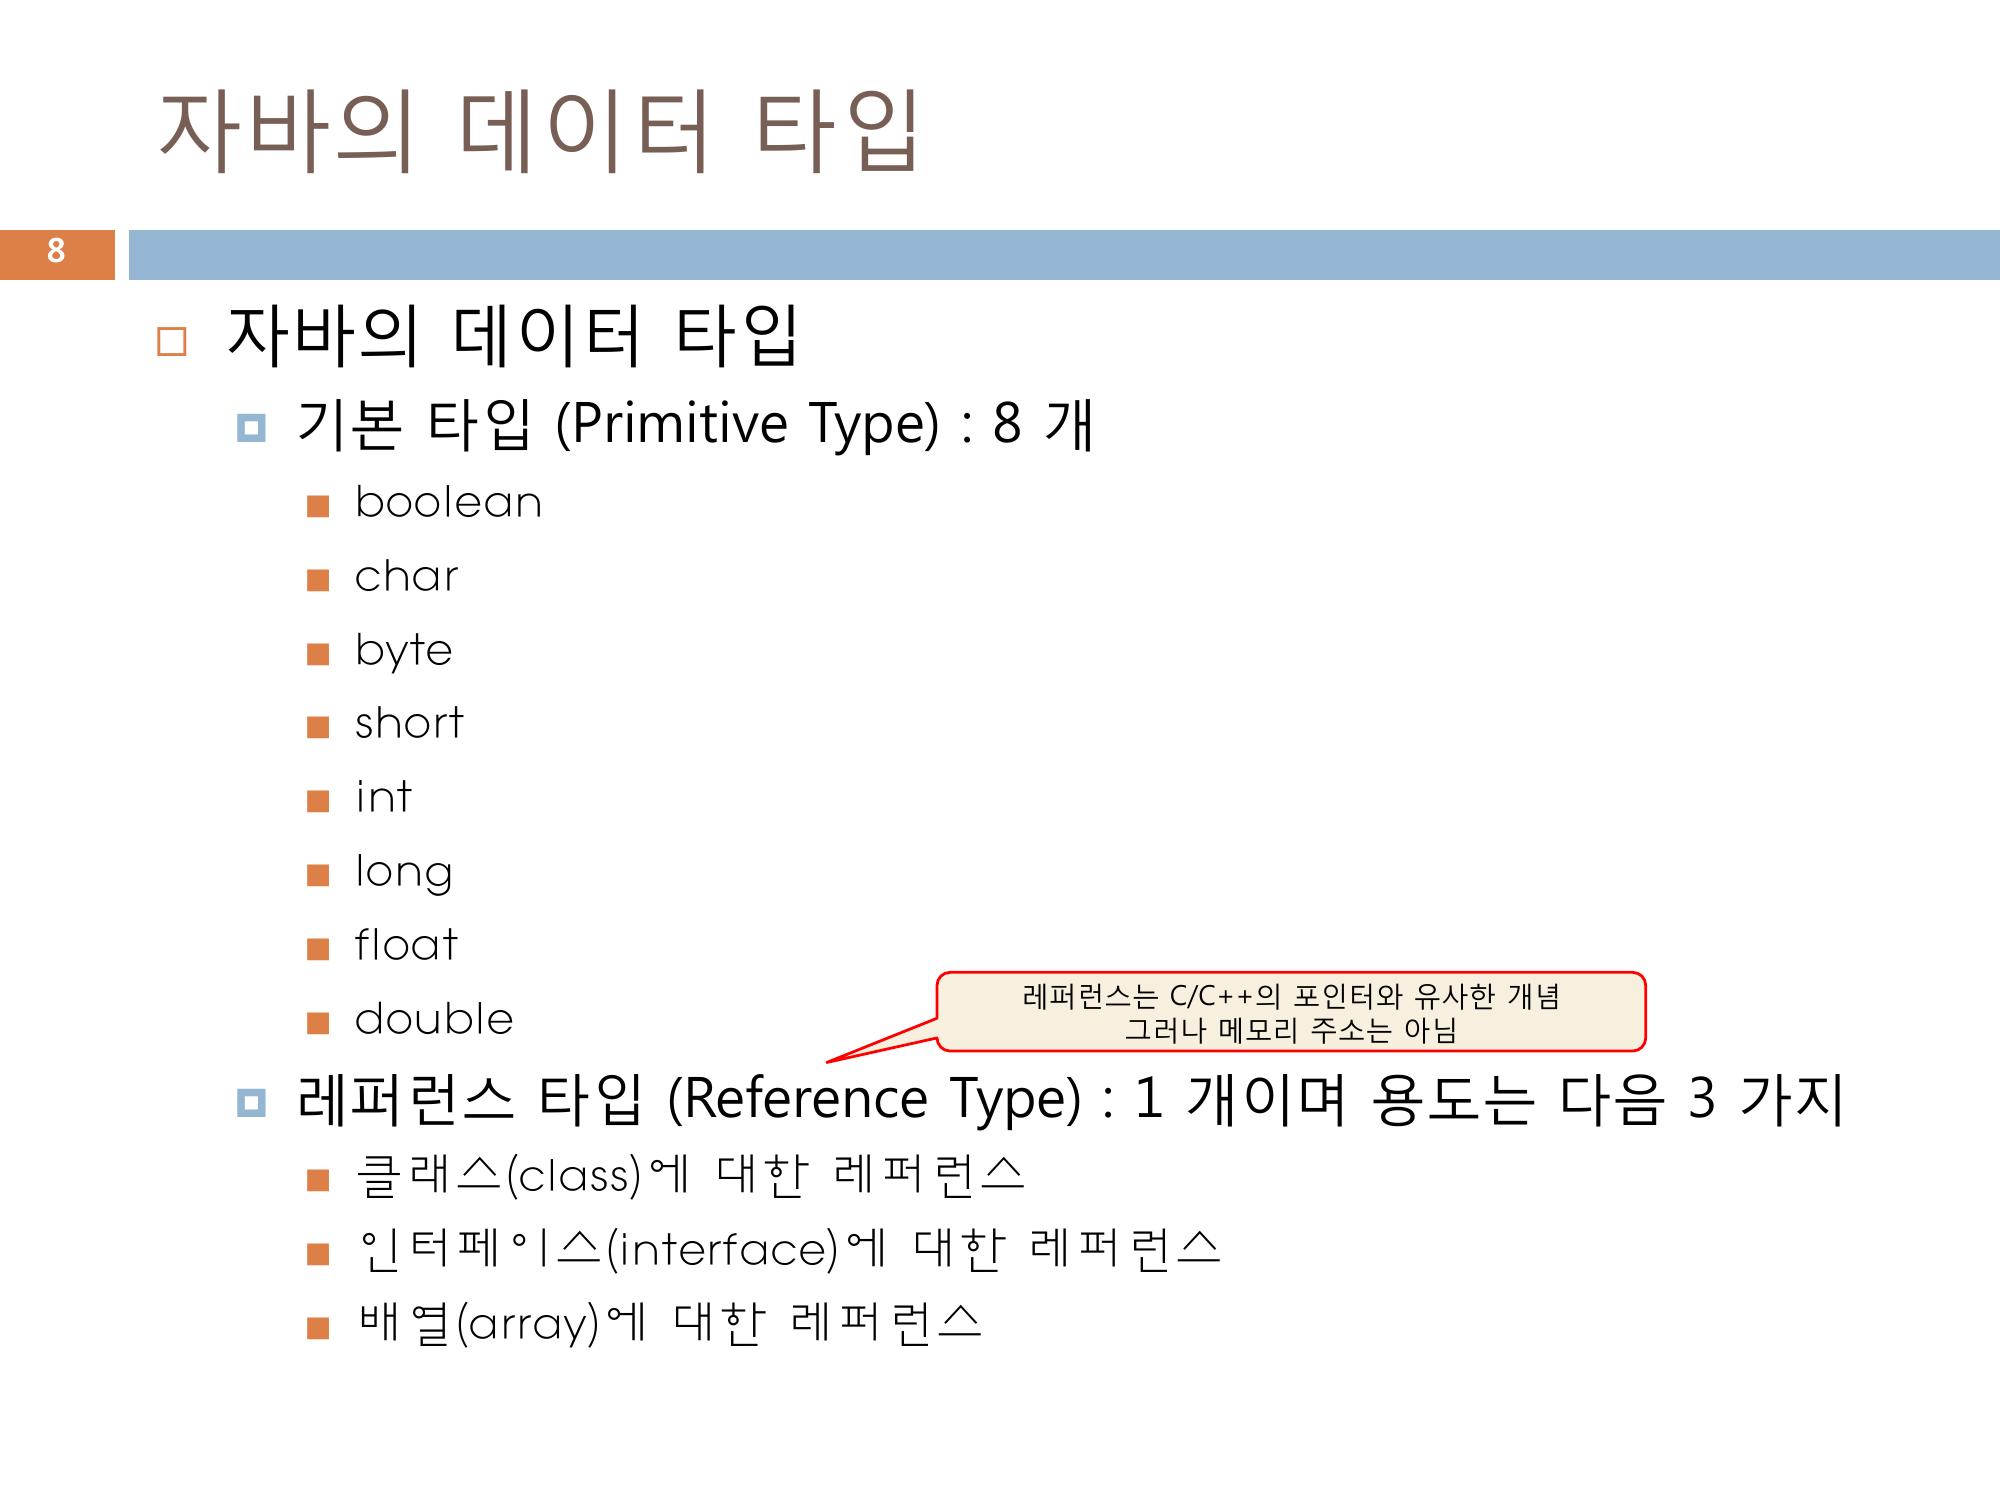 자바의 데이터 타입
8
자바의 데이터 타입
기본 타입 (Primitive Type) : 8 개
boolean
char
byte
short
int
long
float
double
레퍼런스는 C/C++의 포인터와 유사한 개념
그러나 메모리 주소는 아님
레퍼런스 타입 (Reference Type) : 1 개이며 용도는 다음 3 가지
클래스(class)에 대한 레퍼런스
인터페이스(interface)에 대한 레퍼런스
배열(array)에 대한 레퍼런스